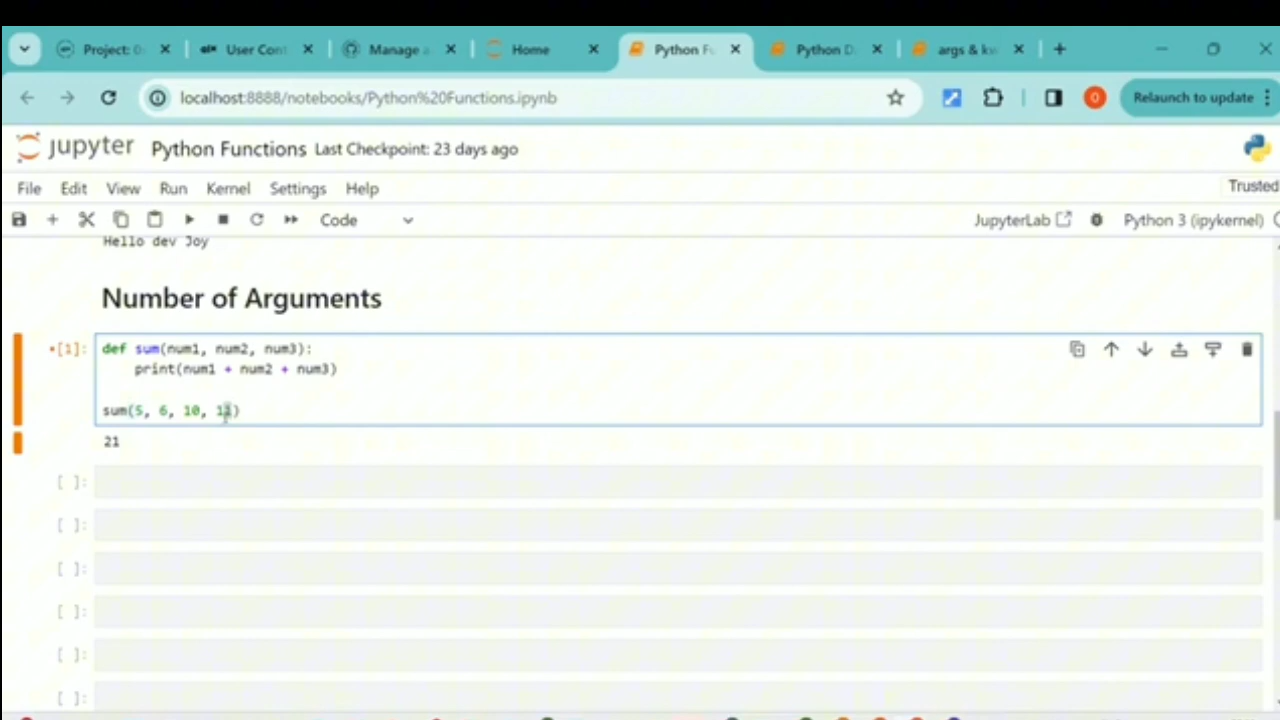 Project: 0 User Cont Manage a Home Python Fu Python D args & kw
localhost:8888/notebooks/Python%20Functions.ipynb Relaunch to update
jupyter Python Functions Last Checkpoint: 23 days ago
File Edit View Run Kernel Settings Help Trusted
Code JupyterLab Python 3 (ipykernel)
Hello dev Joy
Number of Arguments
[1]: def sum(num1, num2, num3):
print(num1 + num2 + num3)
sum(5, 6, 10, 11)
21
[ ]:
[ ]:
[ ]:
[ ]:
[ ]:
[ ]: